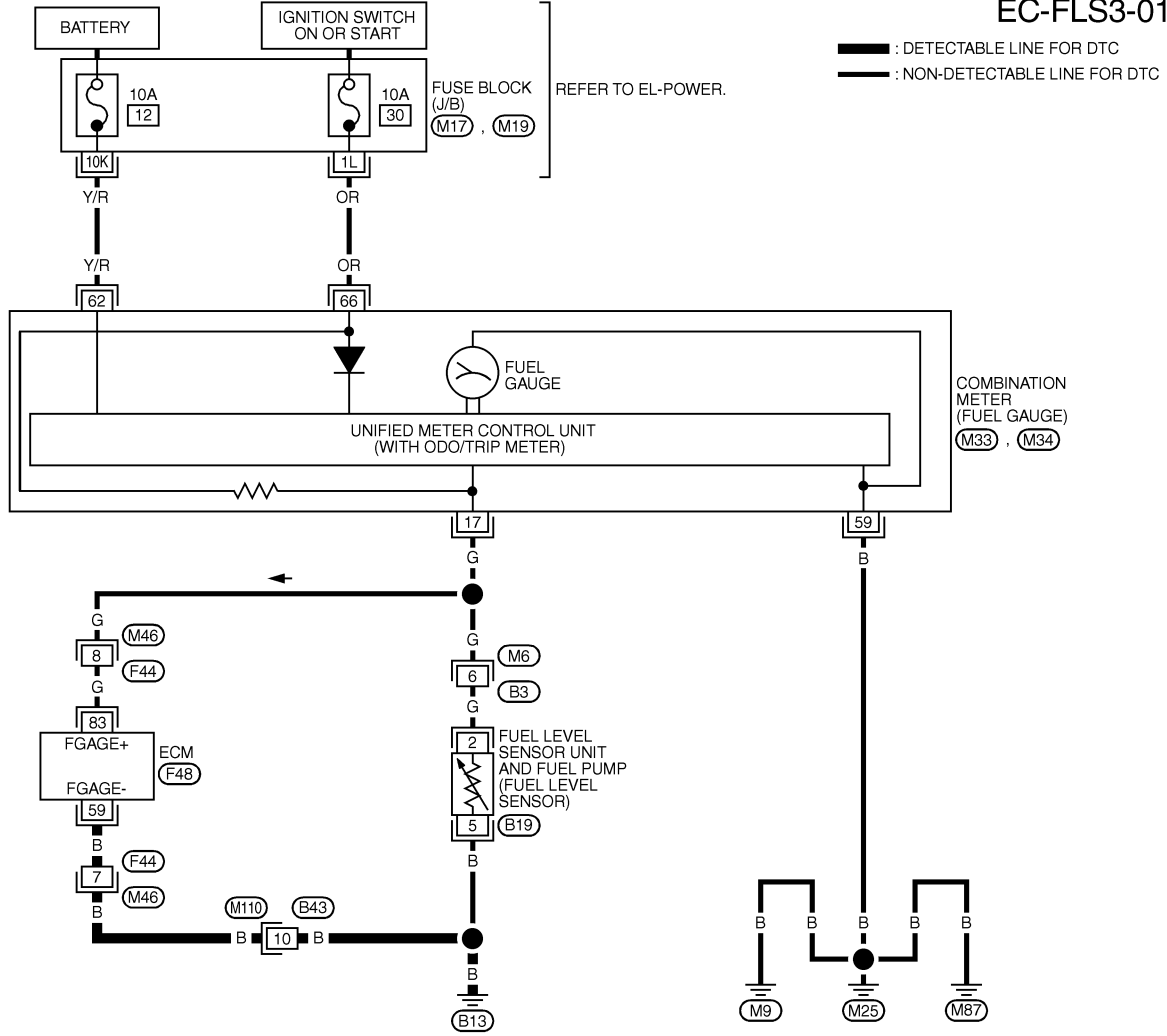 EC-FLS3-01
: DETECTABLE LINE FOR DTC
: NON-DETECTABLE LINE FOR DTC
BATTERY
IGNITION SWITCH
ON OR START
10A
12
10A
30
FUSE BLOCK
(J/B)
M17 , M19
REFER TO EL-POWER.
10K
1L
Y/R
OR
Y/R
OR
62
66
FUEL
GAUGE
UNIFIED METER CONTROL UNIT
(WITH ODO/TRIP METER)
COMBINATION
METER
(FUEL GAUGE)
M33 , M34
17
59
G
B
G
M46
8
F44
G
83
FGAGE+
ECM
F48
FGAGE-
59
B
F44
7
M46
B
G
M6
6
B3
G
2
FUEL LEVEL
SENSOR UNIT
AND FUEL PUMP
(FUEL LEVEL
SENSOR)
5
B19
B
M110
B43
B
10
B
B
B13
B
B
B
B
B
M9
M25
M87